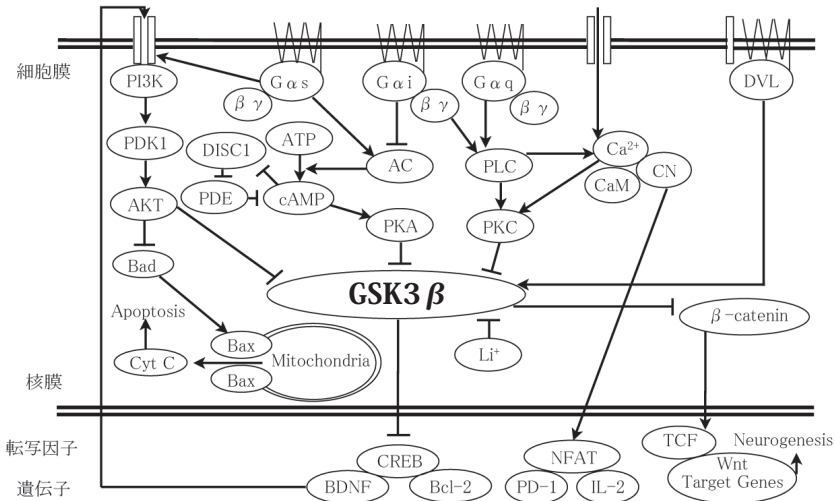 細胞膜
PI3K
Gαs
βγ
Gαi
βγ
Gαq
βγ
DVL
PDK1
DISC1
ATP
AC
PLC
Ca²⁺
CaM
CN
AKT
PDE
cAMP
PKA
PKC
Bad
GSK3β
Apoptosis
Bax
Cyt C
Mitochondria
Bax
Li⁺
β-catenin
核膜
転写因子
CREB
NFAT
TCF
Neurogenesis
遺伝子
BDNF
Bcl-2
PD-1
IL-2
Wnt
Target Genes